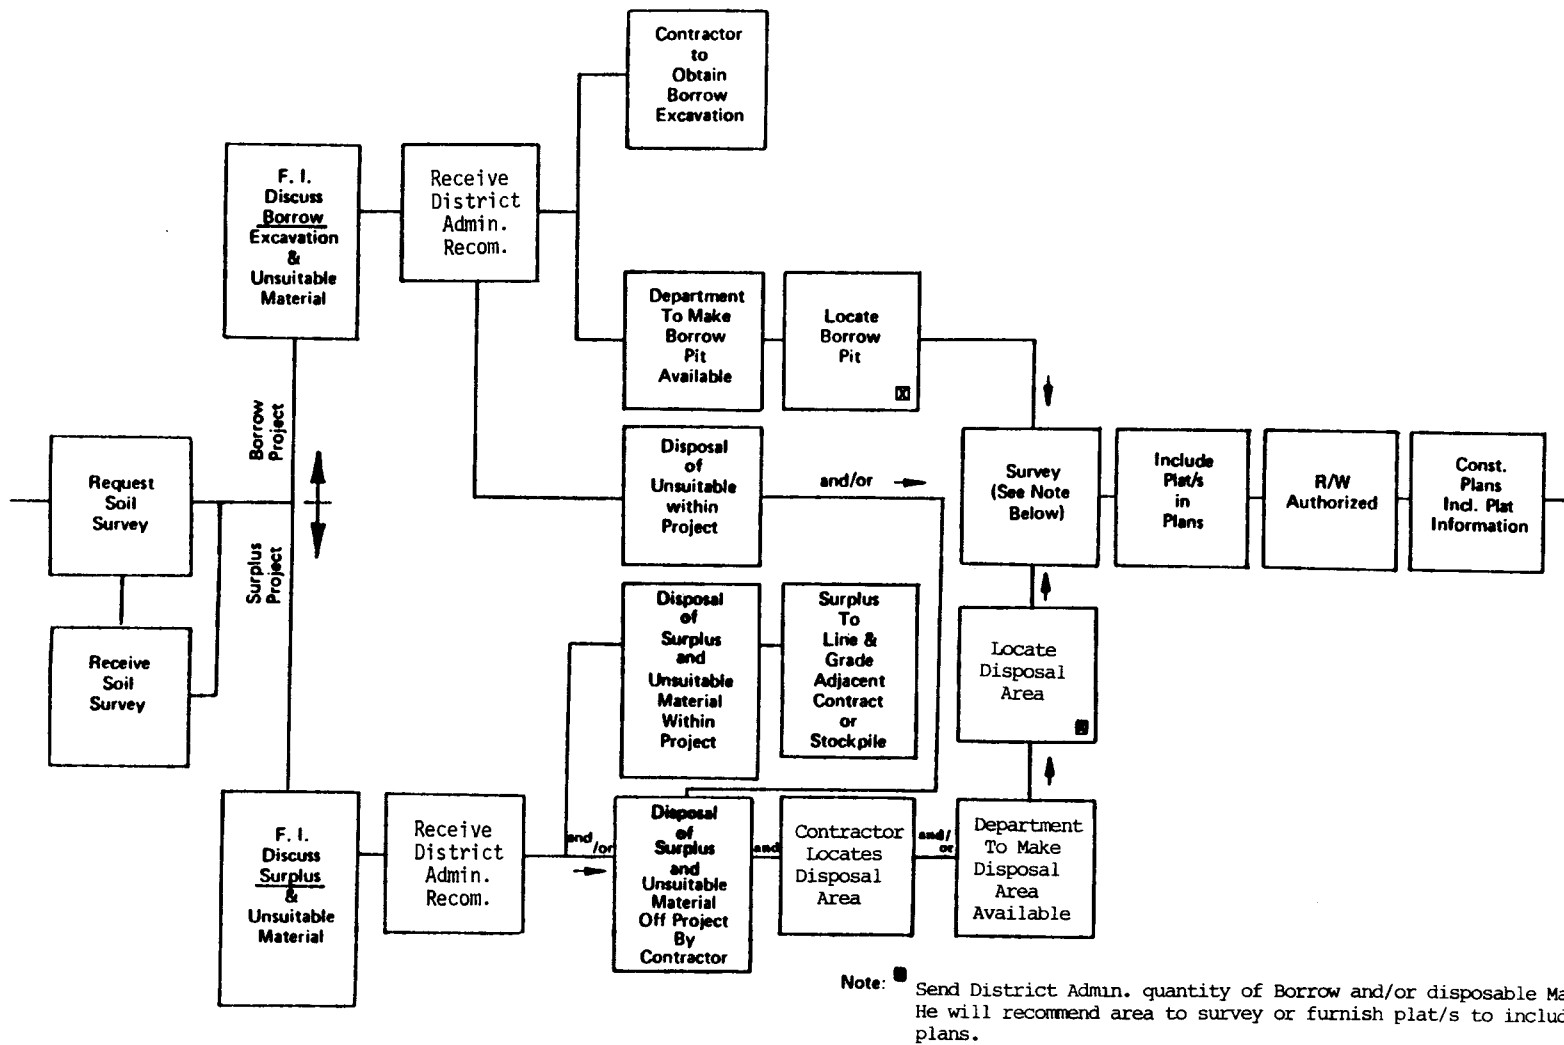 Contractor
to
Obtain
Borrow
Excavation
F. I.
Discuss
Borrow
Excavation
&
Unsuitable
Material
Receive
District
Admin.
Recom.
Department
To Make
Borrow
Pit
Available
Locate
Borrow
Pit
X
Borrow
Project
Surplus
Project
Request
Soil
Survey
Receive
Soil
Survey
Disposal
of
Unsuitable
within
Project
and/or
Survey
(See Note
Below)
Include
Plat/s
in
Plans
R/W
Authorized
Const.
Plans
Incl. Plat
Information
Disposal
of
Surplus
and
Unsuitable
Material
Within
Project
Surplus
To
Line &
Grade
Adjacent
Contract
or
Stockpile
Locate
Disposal
Area
F. I.
Discuss
Surplus
&
Unsuitable
Material
Receive
District
Admin.
Recom.
and
/or
Disposal
of
Surplus
and
Unsuitable
Material
Off Project
By
Contractor
and
Contractor
Locates
Disposal
Area
and/
or
Department
To Make
Disposal
Area
Available
Note:
Send District Admin. quantity of Borrow and/or disposable Ma
He will recommend area to survey or furnish plat/s to includ
plans.